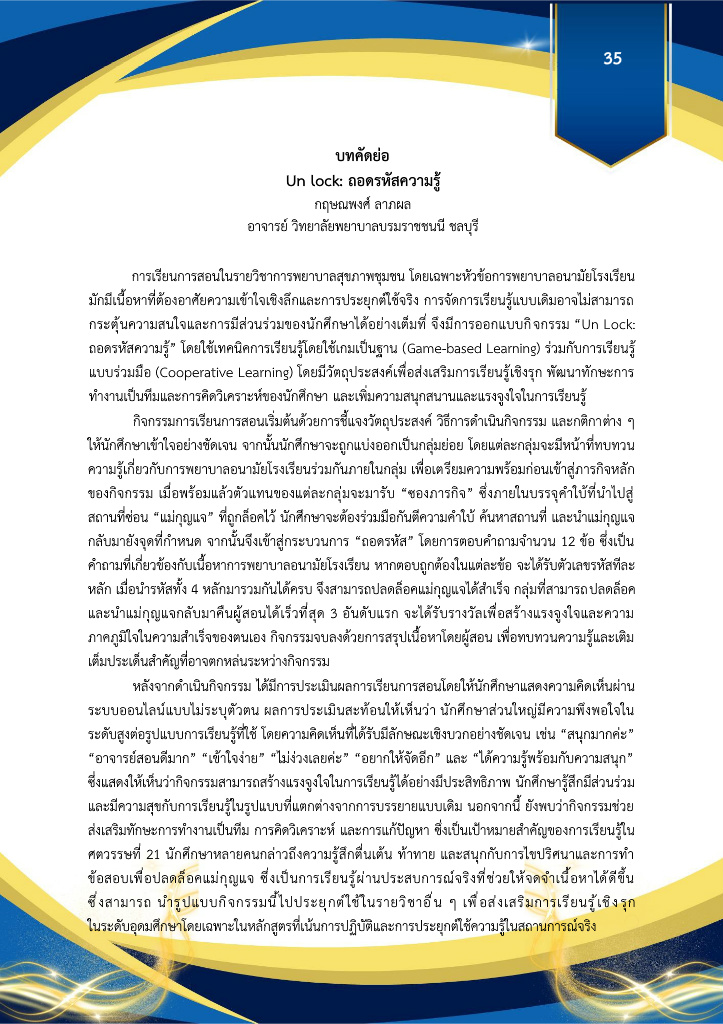 35
บทคัดย่อ
Un lock: ถอดรหัสความรู้
กฤษณพงศ์ ลาภผล
อาจารย์ วิทยาลัยพยาบาลบรมราชชนนี ชลบุรี
การเรียนการสอนในรายวิชาการพยาบาลสุขภาพชุมชน โดยเฉพาะหัวข้อการพยาบาลอนามัยโรงเรียน
มักมีเนื้อหาที่ต้องอาศัยความเข้าใจเชิงลึกและการประยุกต์ใช้จริง การจัดการเรียนรู้แบบเดิมอาจไม่สามารถ
กระตุ้นความสนใจและการมีส่วนร่วมของนักศึกษาได้อย่างเต็มที่ จึงมีการออกแบบกิจกรรม “Un Lock:
ถอดรหัสความรู้” โดยใช้เทคนิคการเรียนรู้โดยใช้เกมเป็นฐาน (Game-based Learning) ร่วมกับการเรียนรู้
แบบร่วมมือ (Cooperative Learning) โดยมีวัตถุประสงค์เพื่อส่งเสริมการเรียนรู้เชิงรุก พัฒนาทักษะการ
ทำงานเป็นทีมและการคิดวิเคราะห์ของนักศึกษา และเพิ่มความสนุกสนานและแรงจูงใจในการเรียนรู้
กิจกรรมการเรียนการสอนเริ่มต้นด้วยการชี้แจงวัตถุประสงค์ วิธีการดำเนินกิจกรรม และกติกาต่าง ๆ
ให้นักศึกษาเข้าใจอย่างชัดเจน จากนั้นนักศึกษาจะถูกแบ่งออกเป็นกลุ่มย่อย โดยแต่ละกลุ่มจะมีหน้าที่ทบทวน
ความรู้เกี่ยวกับการพยาบาลอนามัยโรงเรียนร่วมกันภายในกลุ่ม เพื่อเตรียมความพร้อมก่อนเข้าสู่ภารกิจหลัก
ของกิจกรรม เมื่อพร้อมแล้วตัวแทนของแต่ละกลุ่มจะมารับ “ซองภารกิจ” ซึ่งภายในบรรจุคำใบ้ที่นำไปสู่
สถานที่ซ่อน “แม่กุญแจ” ที่ถูกล็อคไว้ นักศึกษาจะต้องร่วมมือกันตีความคำใบ้ ค้นหาสถานที่ และนำแม่กุญแจ
กลับมายังจุดที่กำหนด จากนั้นจึงเข้าสู่กระบวนการ “ถอดรหัส” โดยการตอบคำถามจำนวน 12 ข้อ ซึ่งเป็น
คำถามที่เกี่ยวข้องกับเนื้อหาการพยาบาลอนามัยโรงเรียน หากตอบถูกต้องในแต่ละข้อ จะได้รับตัวเลขรหัสทีละ
หลัก เมื่อนำรหัสทั้ง 4 หลักมารวมกันได้ครบ จึงสามารถปลดล็อคแม่กุญแจได้สำเร็จ กลุ่มที่สามารถปลดล็อค
และนำแม่กุญแจกลับมาคืนผู้สอนได้เร็วที่สุด 3 อันดับแรก จะได้รับรางวัลเพื่อสร้างแรงจูงใจและความ
ภาคภูมิใจในความสำเร็จของตนเอง กิจกรรมจบลงด้วยการสรุปเนื้อหาโดยผู้สอน เพื่อทบทวนความรู้และเติม
เต็มประเด็นสำคัญที่อาจตกหล่นระหว่างกิจกรรม
หลังจากดำเนินกิจกรรม ได้มีการประเมินผลการเรียนการสอนโดยให้นักศึกษาแสดงความคิดเห็นผ่าน
ระบบออนไลน์แบบไม่ระบุตัวตน ผลการประเมินสะท้อนให้เห็นว่า นักศึกษาส่วนใหญ่มีความพึงพอใจใน
ระดับสูงต่อรูปแบบการเรียนรู้ที่ใช้ โดยความคิดเห็นที่ได้รับมีลักษณะเชิงบวกอย่างชัดเจน เช่น “สนุกมากค่ะ”
“อาจารย์สอนดีมาก” “เข้าใจง่าย” “ไม่ง่วงเลยค่ะ” “อยากให้จัดอีก” และ “ได้ความรู้พร้อมกับความสนุก”
ซึ่งแสดงให้เห็นว่ากิจกรรมสามารถสร้างแรงจูงใจในการเรียนรู้ได้อย่างมีประสิทธิภาพ นักศึกษารู้สึกมีส่วนร่วม
และมีความสุขกับการเรียนรู้ในรูปแบบที่แตกต่างจากการบรรยายแบบเดิม นอกจากนี้ ยังพบว่ากิจกรรมช่วย
ส่งเสริมทักษะการทำงานเป็นทีม การคิดวิเคราะห์ และการแก้ปัญหา ซึ่งเป็นเป้าหมายสำคัญของการเรียนรู้ใน
ศตวรรษที่ 21 นักศึกษาหลายคนกล่าวถึงความรู้สึกตื่นเต้น ท้าทาย และสนุกกับการไขปริศนาและการทำ
ข้อสอบเพื่อปลดล็อคแม่กุญแจ ซึ่งเป็นการเรียนรู้ผ่านประสบการณ์จริงที่ช่วยให้จดจำเนื้อหาได้ดีขึ้น
ซึ่งสามารถ นำรูปแบบกิจกรรมนี้ไปประยุกต์ใช้ในรายวิชาอื่น ๆ เพื่อส่งเสริมการเรียนรู้เชิงรุก
ในระดับอุดมศึกษาโดยเฉพาะในหลักสูตรที่เน้นการปฏิบัติและการประยุกต์ใช้ความรู้ในสถานการณ์จริง